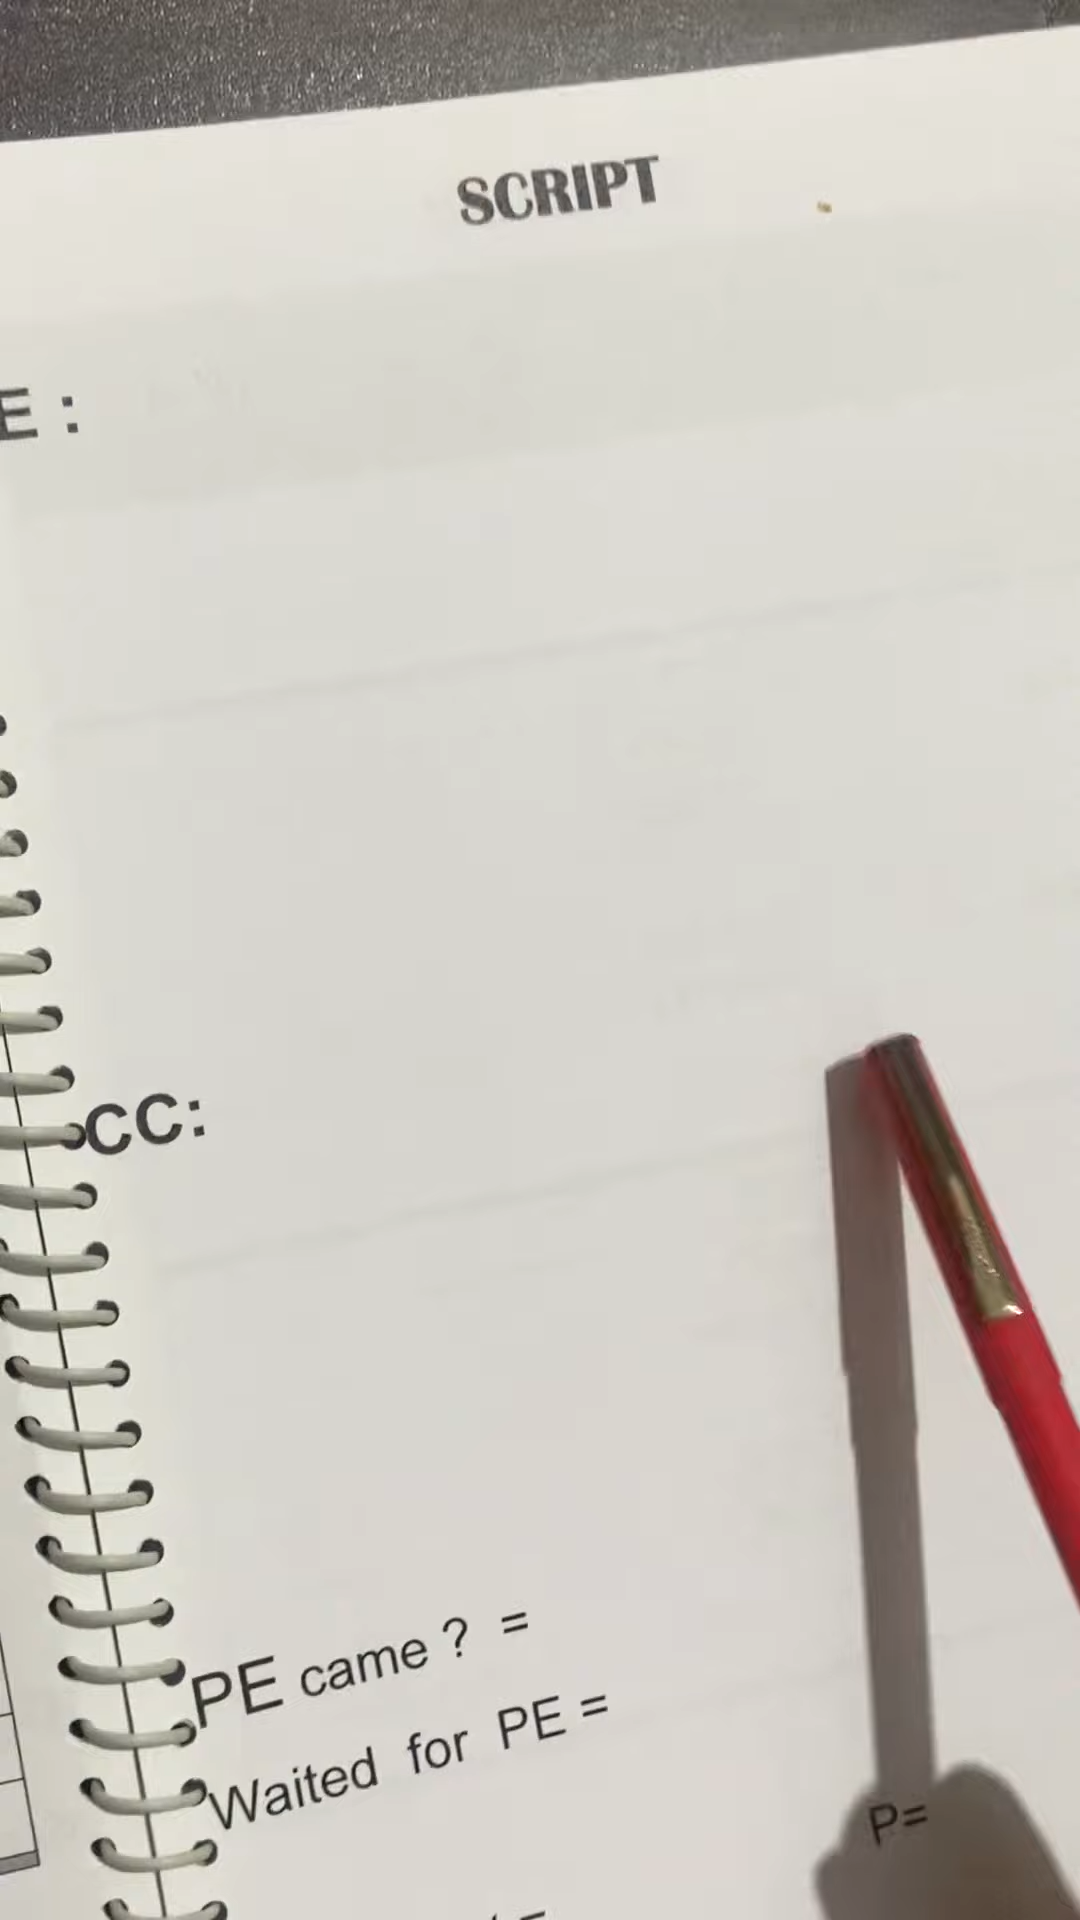 SCRIPT
E :
CC:
PE came ? =
Waited for PE =
P=